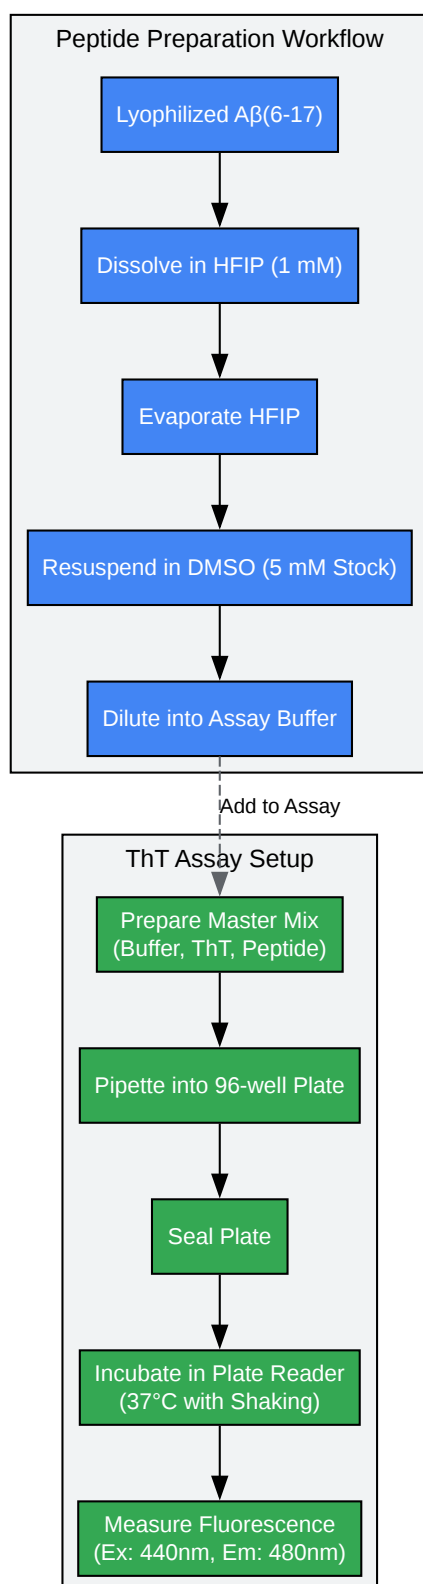 Peptide Preparation Workflow
Lyophilized Aβ(6-17)
Dissolve in HFIP (1 mM)
Evaporate HFIP
Resuspend in DMSO (5 mM Stock)
Dilute into Assay Buffer
Add to Assay
ThT Assay Setup
Prepare Master Mix
(Buffer, ThT, Peptide)
Pipette into 96-well Plate
Seal Plate
Incubate in Plate Reader
(37°C with Shaking)
Measure Fluorescence
(Ex: 440nm, Em: 480nm)